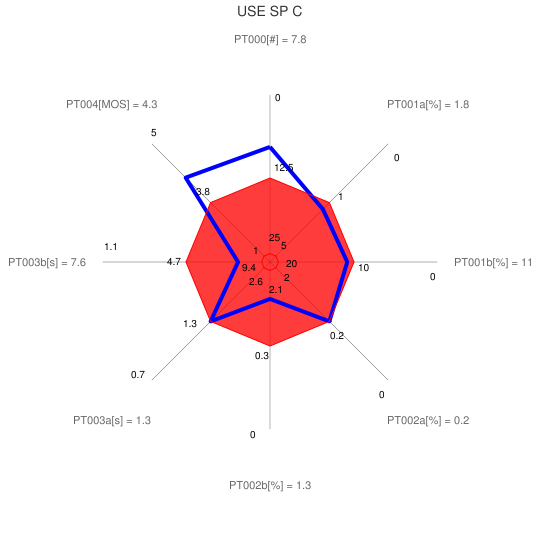 USE SP C
PT000[#] = 7.8
PT004[MOS] = 4.3
PT001a[%] = 1.8
0
5
0
12.5
3.8
1
25
1
5
1.1
PT003b[s] = 7.6
4.7
9.4
20
10
PT001b[%] = 11
0
2.6
2
2.1
1.3
0.2
0.3
0.7
0
PT003a[s] = 1.3
PT002a[%] = 0.2
0
PT002b[%] = 1.3